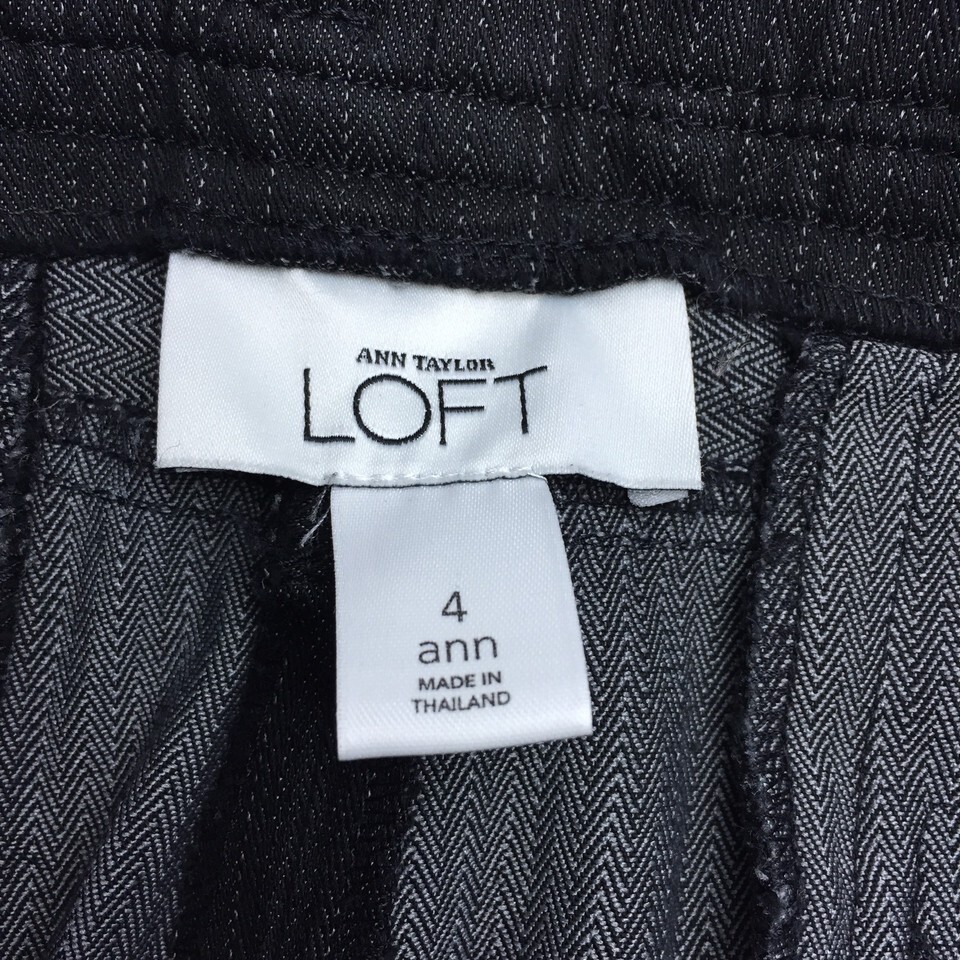 ANN TAYLOR
LOFT
4
ann
MADE IN
THAILAND